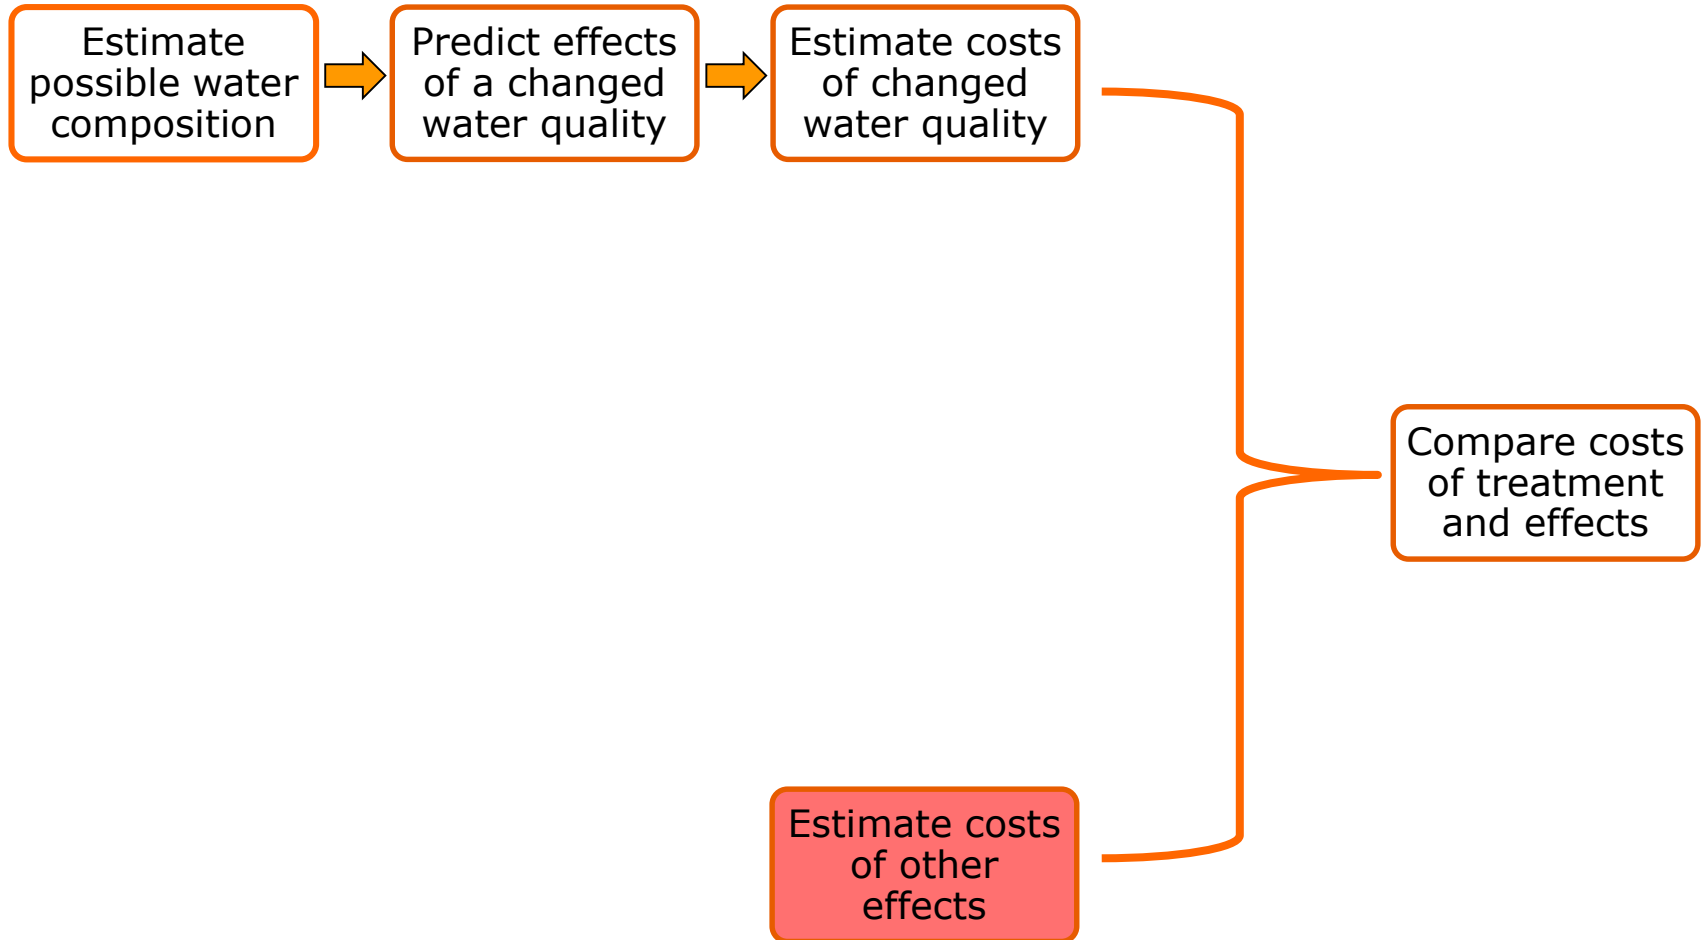 Estimate
possible water
composition
Predict effects
of a changed
water quality
Estimate costs
of changed
water quality
Compare costs
of treatment
and effects
Estimate costs
of other
effects